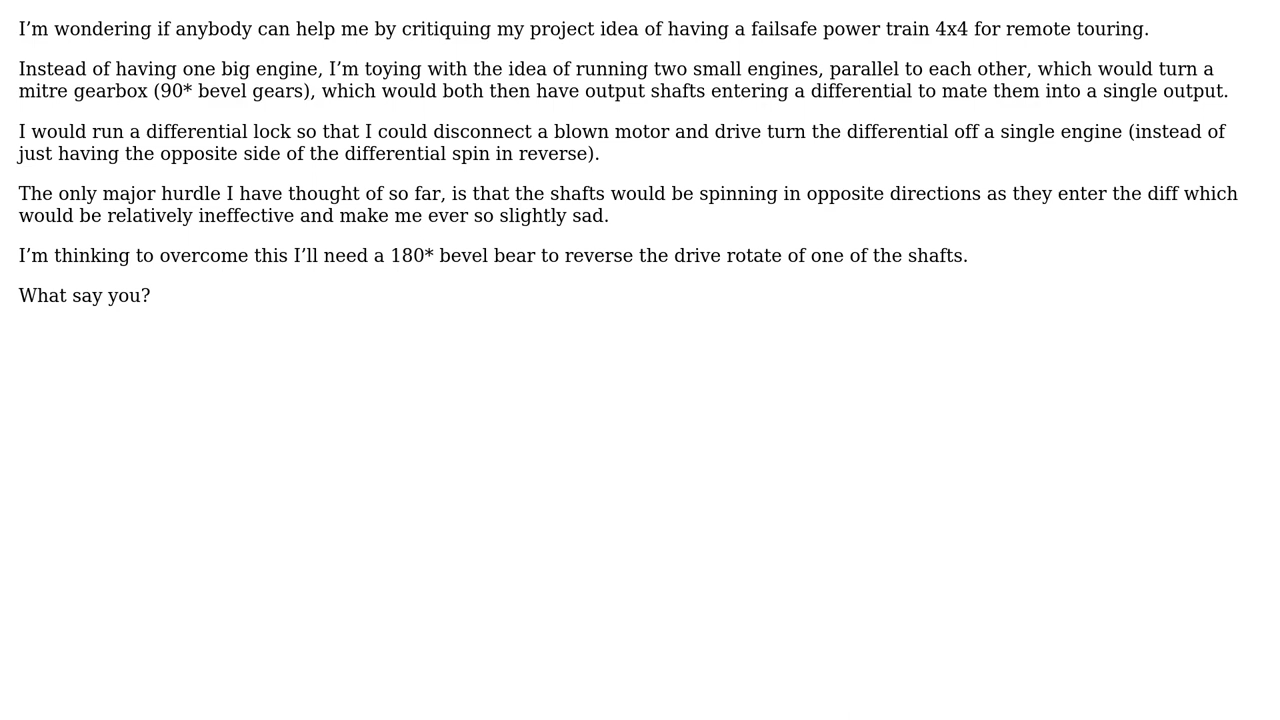 I’m wondering if anybody can help me by critiquing my project idea of having a failsafe power train 4x4 for remote touring.
Instead of having one big engine, I’m toying with the idea of running two small engines, parallel to each other, which would turn a
mitre gearbox (90* bevel gears), which would both then have output shafts entering a differential to mate them into a single output.
I would run a differential lock so that I could disconnect a blown motor and drive turn the differential off a single engine (instead of
just having the opposite side of the differential spin in reverse).
The only major hurdle I have thought of so far, is that the shafts would be spinning in opposite directions as they enter the diff which
would be relatively ineffective and make me ever so slightly sad.
I’m thinking to overcome this I’ll need a 180* bevel bear to reverse the drive rotate of one of the shafts.
What say you?